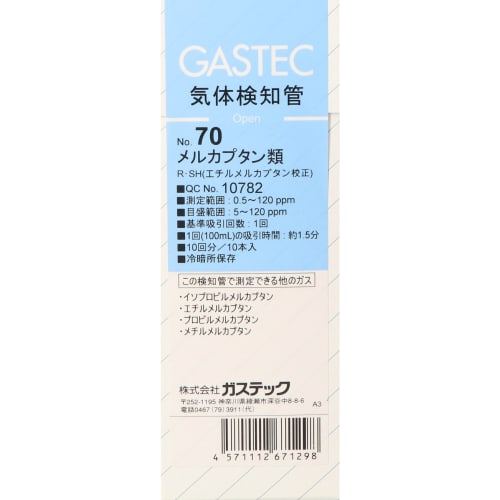 GASTEC
気体検知管
Open
No. 70
メルカプタン類
R-SH(エチルメルカプタン校正)
■QC No. 10782
■測定範囲：0.5～120 ppm
■目盛範囲：5～120 ppm
■基準吸引回数：1回
■1回(100mL)の吸引時間：約1.5分
■10回分/10本入
■冷暗所保存
この検知管で測定できる他のガス
・イソプロピルメルカプタン
・エチルメルカプタン
・プロピルメルカプタン
・メチルメルカプタン
株式会社 ガステック
〒252-1195 神奈川県綾瀬市深谷中8-8-6
電話0467(79)3911(代)
A3
4 571112 671298